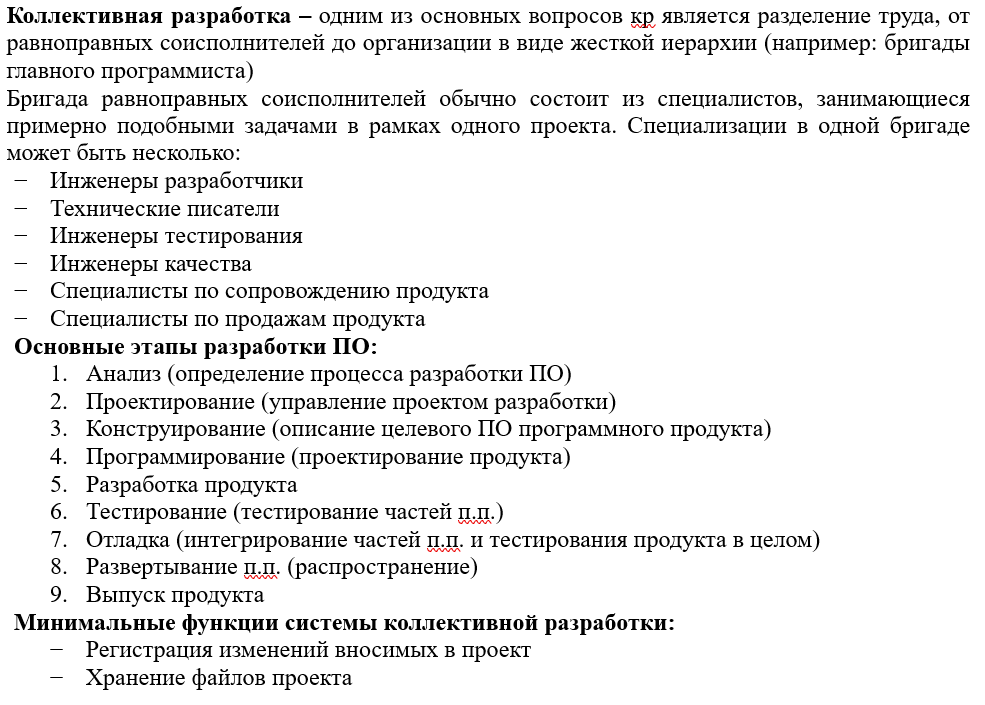 Коллективная разработка – одним из основных вопросов кр является разделение труда, от
равноправных соисполнителей до организации в виде жесткой иерархии (например: бригады
главного программиста)
Бригада равноправных соисполнителей обычно состоит из специалистов, занимающиеся
примерно подобными задачами в рамках одного проекта. Специализации в одной бригаде
может быть несколько:
− Инженеры разработчики
− Технические писатели
− Инженеры тестирования
− Инженеры качества
− Специалисты по сопровождению продукта
− Специалисты по продажам продукта
Основные этапы разработки ПО:
1. Анализ (определение процесса разработки ПО)
2. Проектирование (управление проектом разработки)
3. Конструирование (описание целевого ПО программного продукта)
4. Программирование (проектирование продукта)
5. Разработка продукта
6. Тестирование (тестирование частей п.п.)
7. Отладка (интегрирование частей п.п. и тестирования продукта в целом)
8. Развертывание п.п. (распространение)
9. Выпуск продукта
Минимальные функции системы коллективной разработки:
− Регистрация изменений вносимых в проект
− Хранение файлов проекта